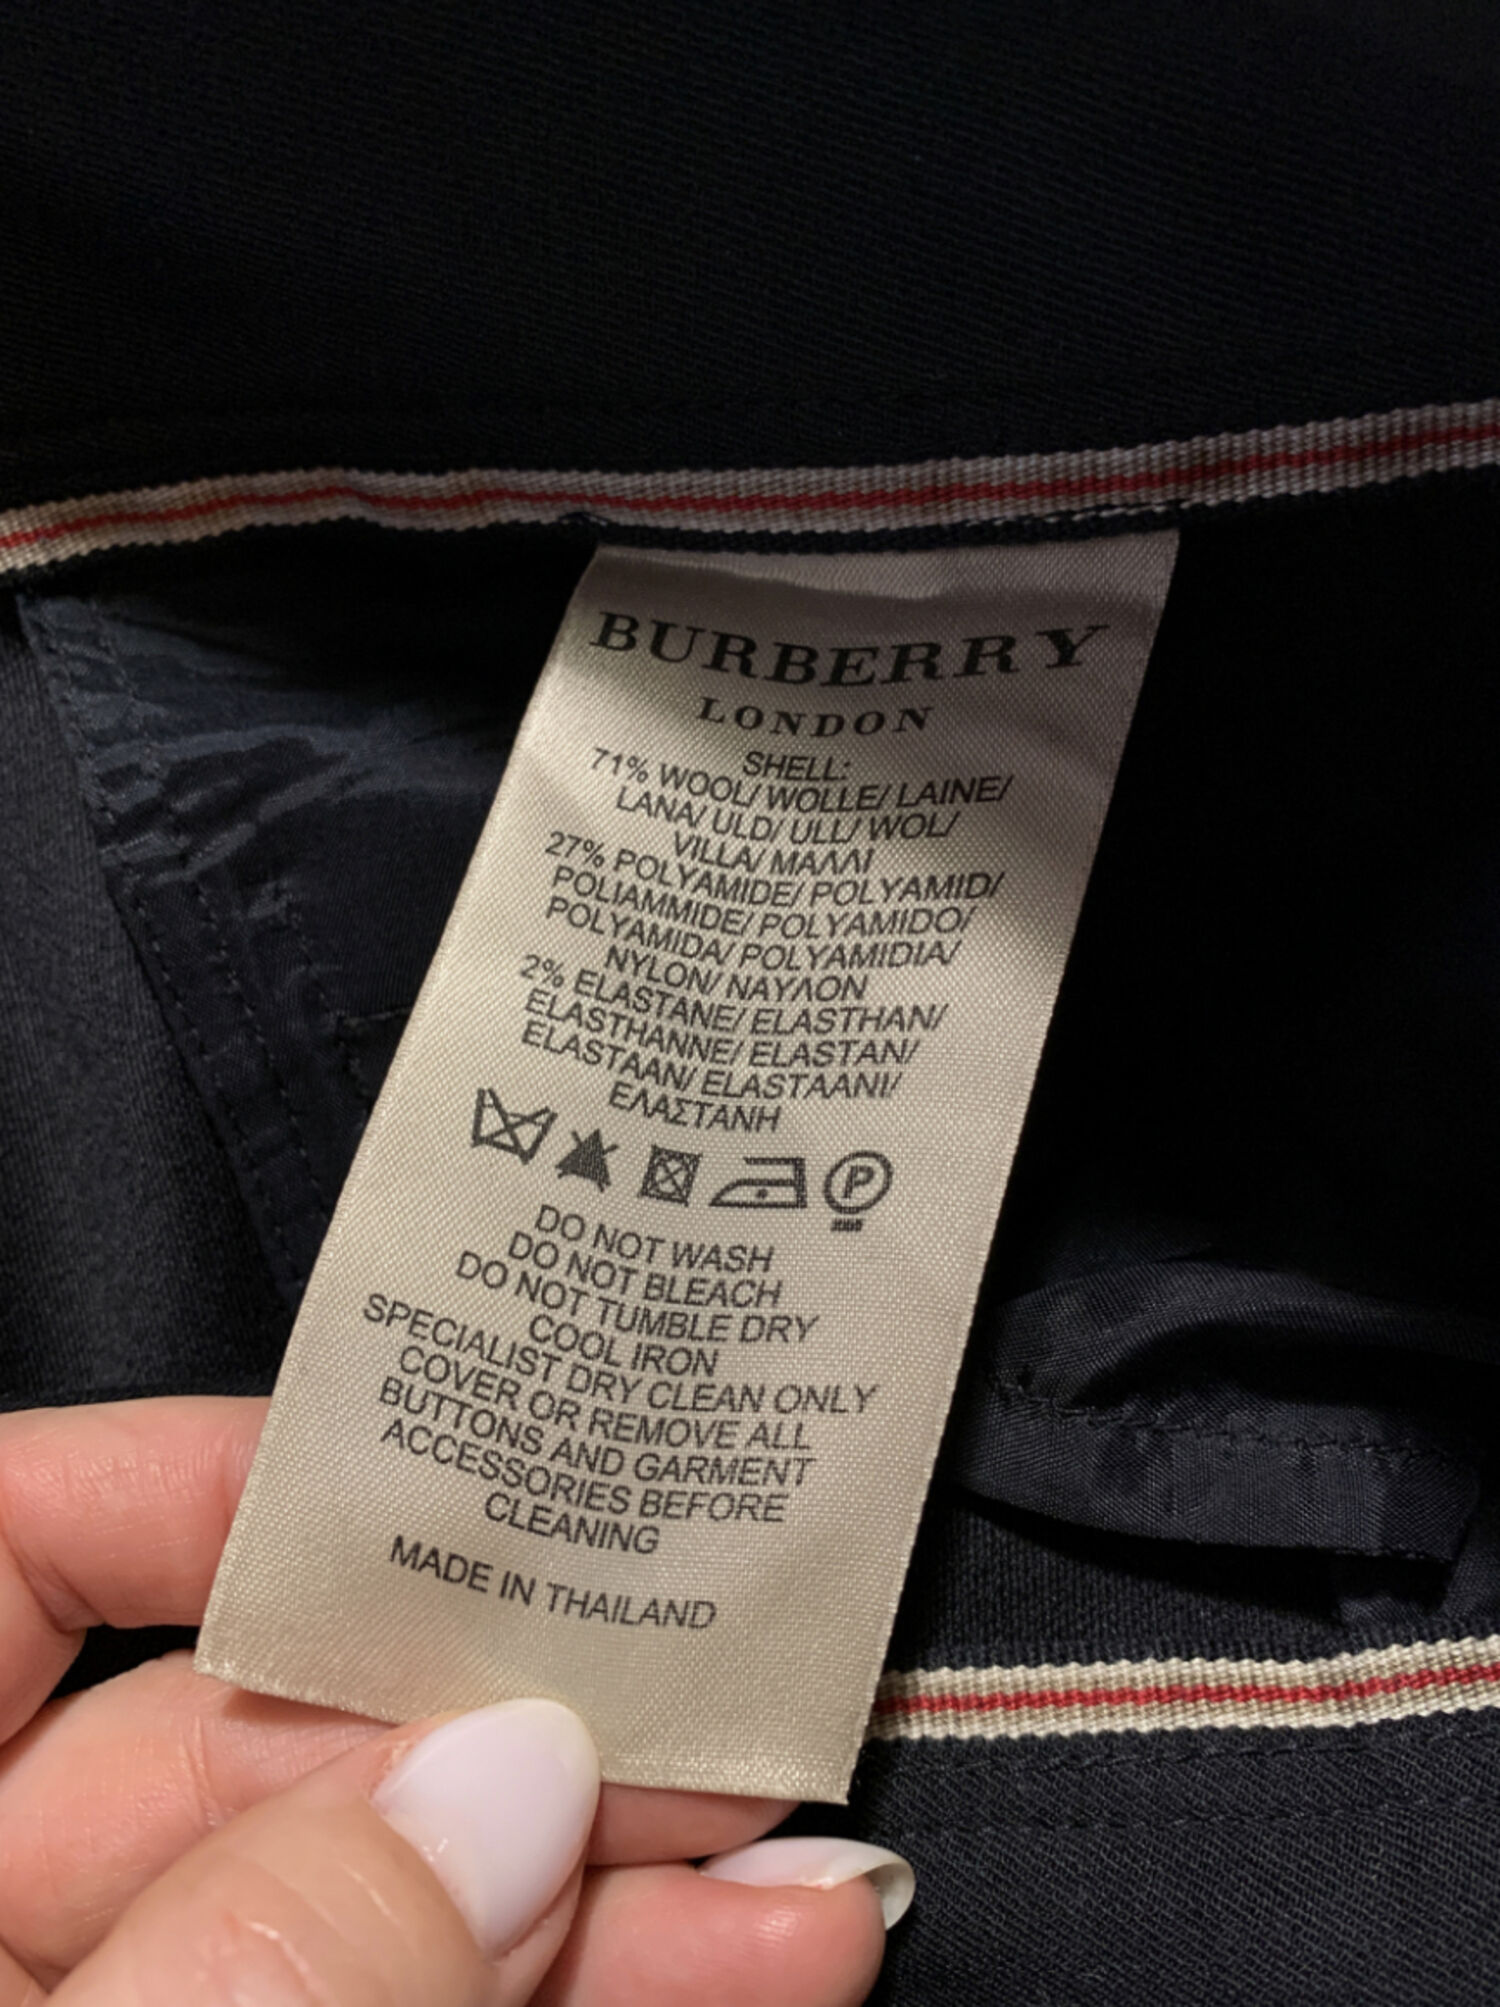 BURBERRY
LONDON
SHELL:
71% WOOL/ WOLLE/ LAINE/
LANA/ ULD/ ULL/ WOL/
VILLA/ ΜΑΛΛΙ
27% POLYAMIDE/ POLYAMID/
POLIAMMIDE/ POLYAMIDO/
POLYAMIDA/ POLYAMIDIA/
NYLON/ ΝΑΥΛΟΝ
2% ELASTANE/ ELASTHAN/
ELASTHANNE/ ELASTAN/
ELASTAAN/ ELASTAANI/
ΕΛΑΣΤΑΝΗ
P
DO NOT WASH
DO NOT BLEACH
DO NOT TUMBLE DRY
COOL IRON
SPECIALIST DRY CLEAN ONLY
COVER OR REMOVE ALL
BUTTONS AND GARMENT
ACCESSORIES BEFORE
CLEANING
MADE IN THAILAND